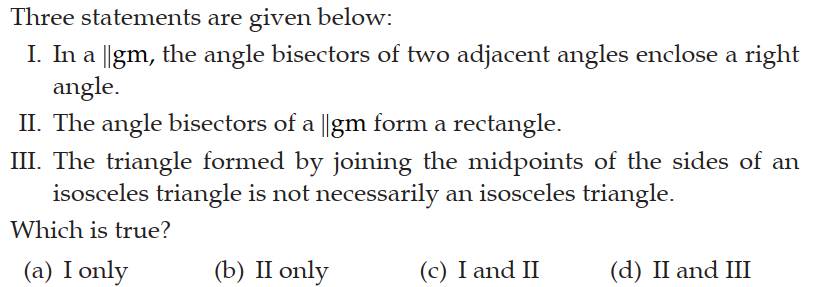 Three statements are given below:
I. In a ||gm, the angle bisectors of two adjacent angles enclose a right
angle.
II. The angle bisectors of a ||gm form a rectangle.
III. The triangle formed by joining the midpoints of the sides of an
isosceles triangle is not necessarily an isosceles triangle.
Which is true?
(a) I only (b) II only (c) I and II (d) II and III